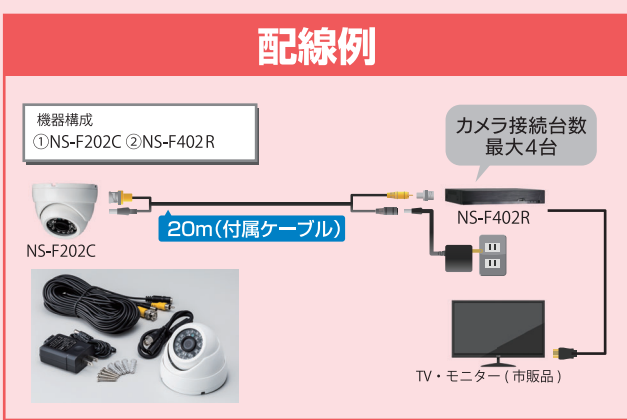 配線例
機器構成
①NS-F202C ②NS-F402R
カメラ接続台数
最大4台
NS-F402R
20m(付属ケーブル)
NS-F202C
TV・モニター(市販品)